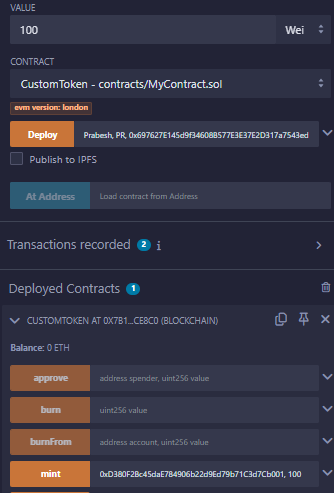 VALUE
100
Wei
CONTRACT
CustomToken - contracts/MyContract.sol
evm version: london
Deploy
Prabesh, PR, 0x697627E145d9f34608B577E3E37E2D317a7543ed
Publish to IPFS
At Address
Load contract from Address
Transactions recorded 2 i
Deployed Contracts 1
CUSTOMTOKEN AT 0X7B1...CE8C0 (BLOCKCHAIN)
Balance: 0 ETH
approve
address spender, uint256 value
burn
uint256 value
burnFrom
address account, uint256 value
mint
0xD380F2Bc45daE784906b22d9Ed79b71C3d7Cb001, 100